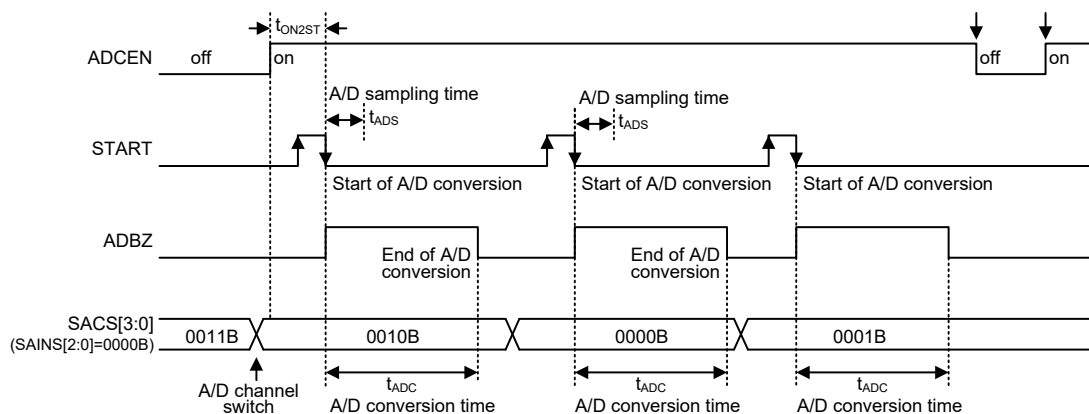 tON2ST
ADCEN
off
on
off
on
A/D sampling time
tADS
A/D sampling time
tADS
START
Start of A/D conversion
Start of A/D conversion
Start of A/D conversion
ADBZ
End of A/D
conversion
End of A/D
conversion
SACS[3:0]
(SAINS[2:0]=0000B)
0011B
0010B
0000B
0001B
A/D channel
switch
tADC
A/D conversion time
tADC
A/D conversion time
tADC
A/D conversion time